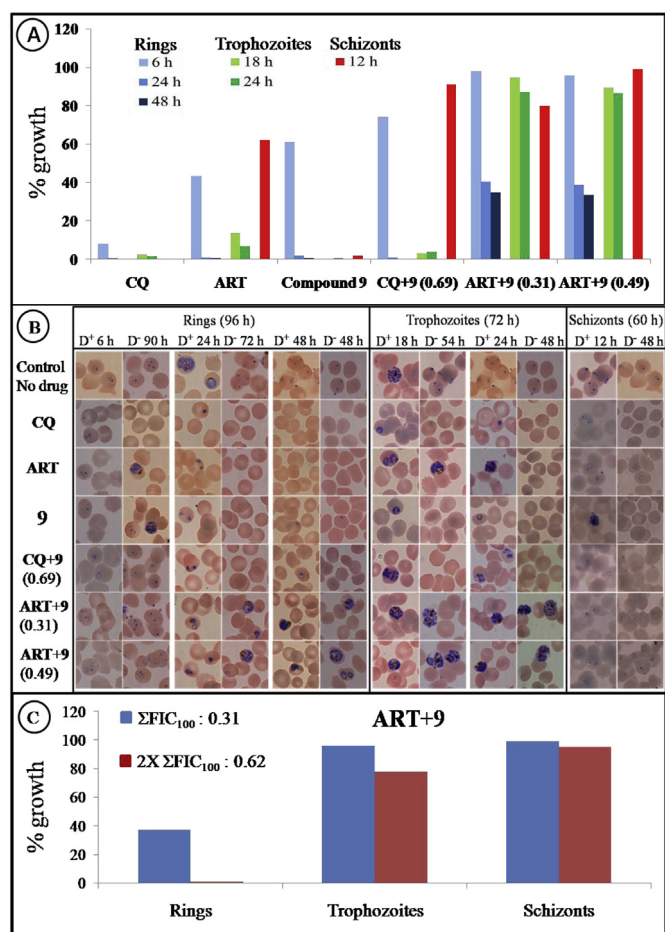 A
Rings Trophozoites Schizonts
6 h 18 h 12 h
24 h 24 h
48 h
% growth
120
100
80
60
40
20
0
CQ ART Compound 9 CQ+9 (0.69) ART+9 (0.31) ART+9 (0.49)
B
Rings (96 h) Trophozoites (72 h) Schizonts (60 h)
D⁺ 6 h D⁻ 90 h D⁺ 24 h D⁻ 72 h D⁺ 48 h D⁻ 48 h D⁺ 18 h D⁻ 54 h D⁺ 24 h D⁻ 48 h D⁺ 12 h D⁻ 48 h
Control
No drug
CQ
ART
9
CQ+9
(0.69)
ART+9
(0.31)
ART+9
(0.49)
C
ART+9
ΣFIC₁₀₀ : 0.31
2X ΣFIC₁₀₀ : 0.62
% growth
120
100
80
60
40
20
0
Rings Trophozoites Schizonts